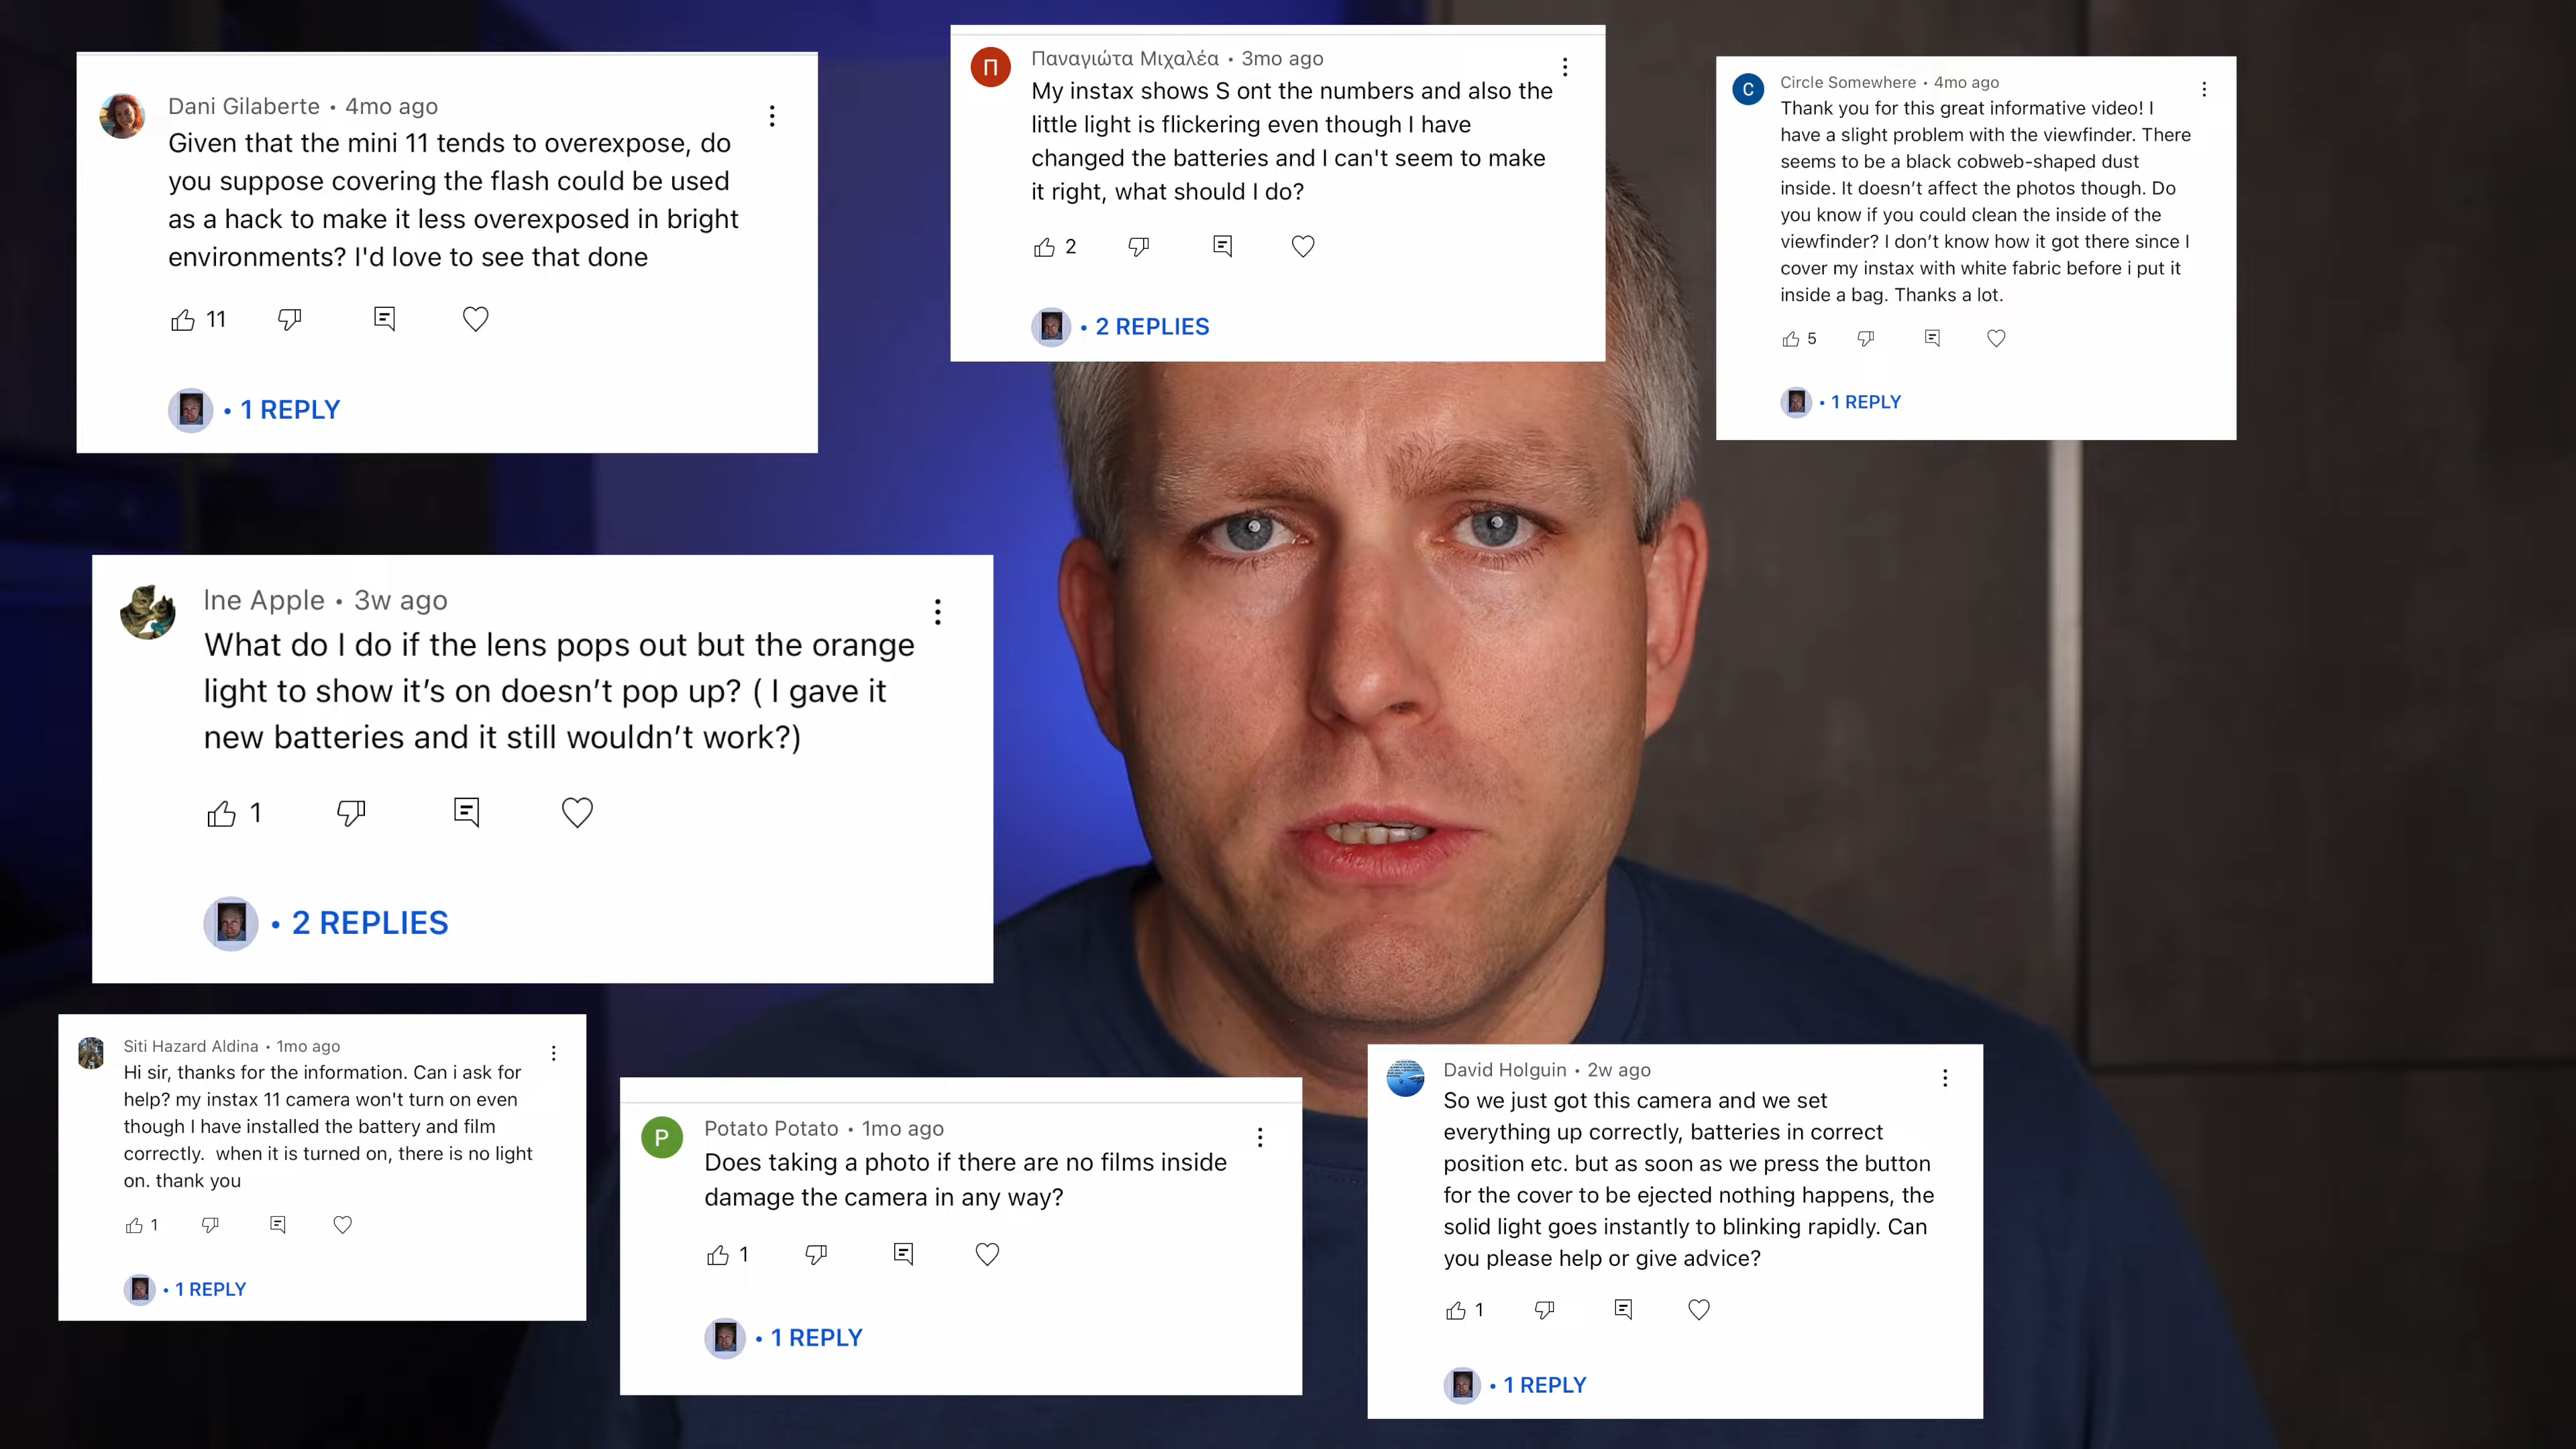 Dani Gilaberte • 4mo ago
Given that the mini 11 tends to overexpose, do
you suppose covering the flash could be used
as a hack to make it less overexposed in bright
environments? I'd love to see that done
11
• 1 REPLY
Παναγιώτα Μιχαλέα • 3mo ago
П
My instax shows S ont the numbers and also the
little light is flickering even though I have
changed the batteries and I can't seem to make
it right, what should I do?
2
• 2 REPLIES
Circle Somewhere • 4mo ago
C
Thank you for this great informative video! I
have a slight problem with the viewfinder. There
seems to be a black cobweb-shaped dust
inside. It doesn't affect the photos though. Do
you know if you could clean the inside of the
viewfinder? I don't know how it got there since I
cover my instax with white fabric before i put it
inside a bag. Thanks a lot.
5
• 1 REPLY
Ine Apple • 3w ago
What do I do if the lens pops out but the orange
light to show it's on doesn't pop up? ( I gave it
new batteries and it still wouldn't work?)
1
• 2 REPLIES
Siti Hazard Aldina • 1mo ago
Hi sir, thanks for the information. Can i ask for
help? my instax 11 camera won't turn on even
though I have installed the battery and film
correctly.  when it is turned on, there is no light
on. thank you
1
• 1 REPLY
Potato Potato • 1mo ago
P
Does taking a photo if there are no films inside
damage the camera in any way?
1
• 1 REPLY
David Holguin • 2w ago
So we just got this camera and we set
everything up correctly, batteries in correct
position etc. but as soon as we press the button
for the cover to be ejected nothing happens, the
solid light goes instantly to blinking rapidly. Can
you please help or give advice?
1
• 1 REPLY